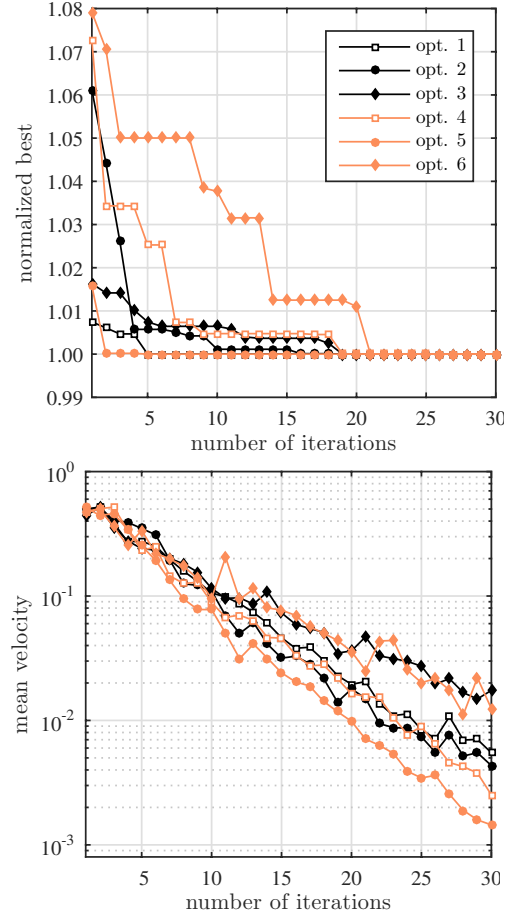 1.08
1.07
1.06
1.05
1.04
1.03
1.02
1.01
1.00
0.99
normalized best
opt. 1
opt. 2
opt. 3
opt. 4
opt. 5
opt. 6
5 10 15 20 25 30
number of iterations
10^0
10^-1
10^-2
10^-3
mean velocity
5 10 15 20 25 30
number of iterations